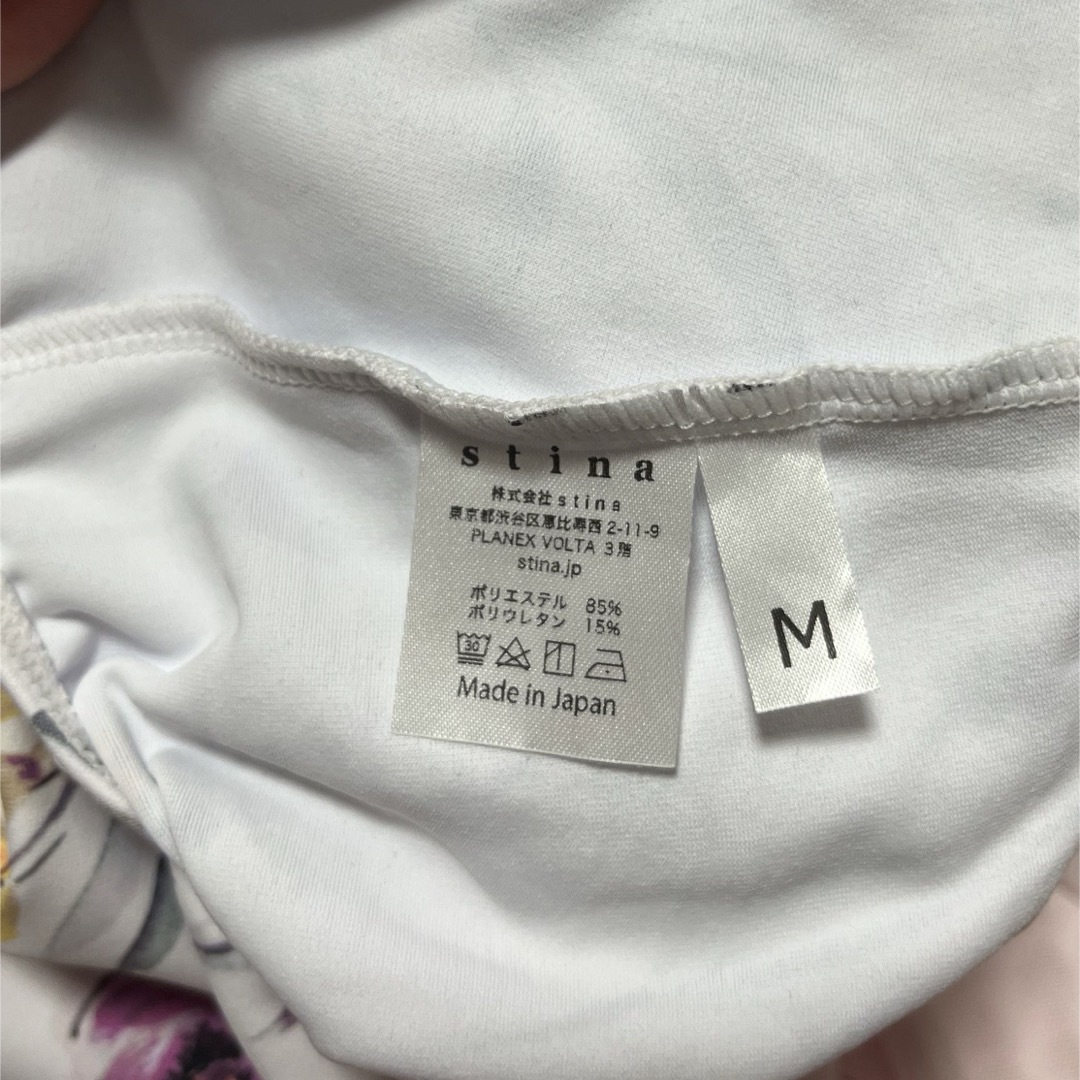 stina
株式会社stina
東京都渋谷区恵比寿西2-11-9
PLANEX VOLTA 3階
stina.jp
ポリエステル 85%
ポリウレタン 15%
30
Made in Japan
M